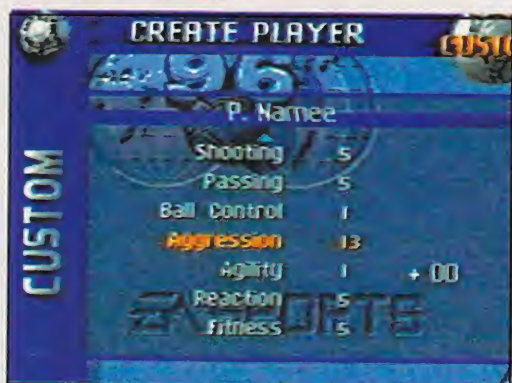 CREATE PLAYER
CUSTO
96
P. Namee
Shooting 5
Passing 5
Ball Control 1
Aggression 13
Agility 1 + 00
Reaction 5
Fitness 5
EA SPORTS
CUSTOM